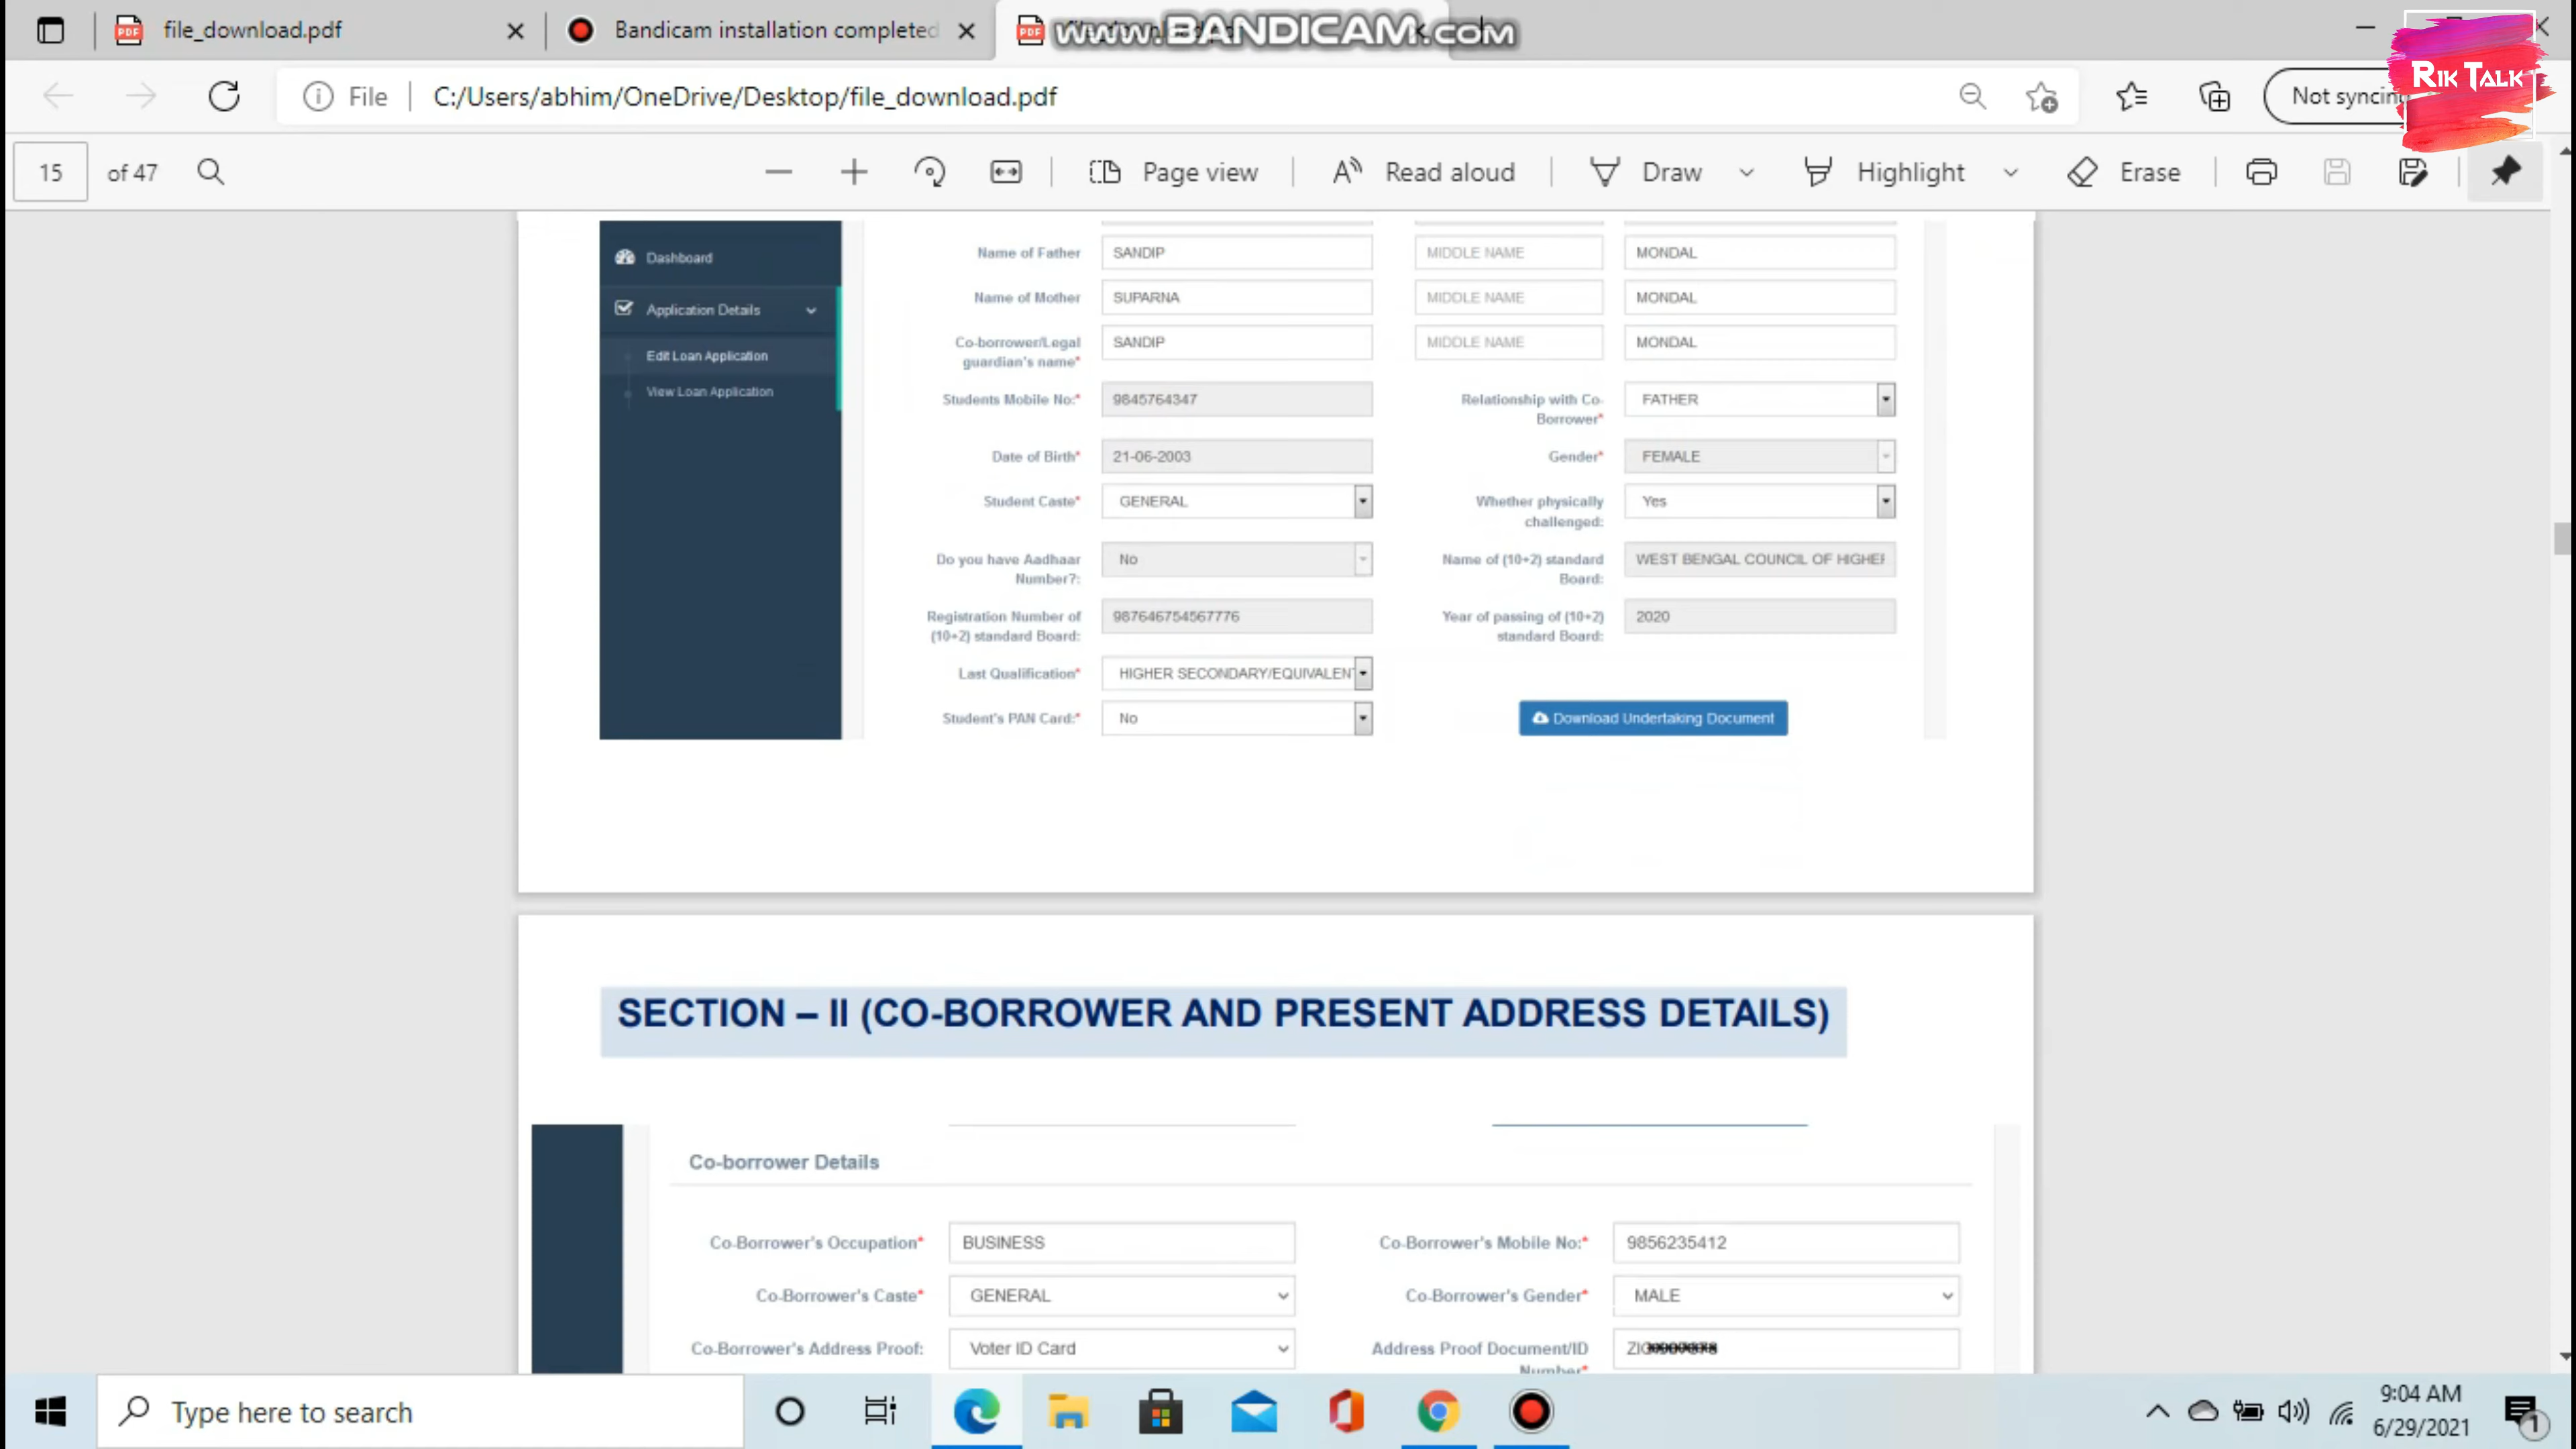 file_download.pdf
Bandicam installation completed
www.BANDICAM.com
RIK TALK
File
C:/Users/abhim/OneDrive/Desktop/file_download.pdf
Not syncing
15 of 47
Page view
Read aloud
Draw
Highlight
Erase
Dashboard
Application Details
Edit Loan Application
View Loan Application
Name of Father SANDIP MIDDLE NAME MONDAL
Name of Mother SUPARNA MIDDLE NAME MONDAL
Co-borrower/Legal guardian's name* SANDIP MIDDLE NAME MONDAL
Students Mobile No:* 9845764347 Relationship with Co-Borrower* FATHER
Date of Birth* 21-06-2003 Gender* FEMALE
Student Caste* GENERAL Whether physically challenged: Yes
Do you have Aadhaar Number?: No Name of (10+2) standard Board: WEST BENGAL COUNCIL OF HIGHER
Registration Number of (10+2) standard Board: 987646754567776 Year of passing of (10+2) standard Board: 2020
Last Qualification* HIGHER SECONDARY/EQUIVALENT
Student's PAN Card:* No Download Undertaking Document
SECTION – II (CO-BORROWER AND PRESENT ADDRESS DETAILS)
Co-borrower Details
Co-Borrower's Occupation* BUSINESS Co-Borrower's Mobile No:* 9856235412
Co-Borrower's Caste* GENERAL Co-Borrower's Gender* MALE
Co-Borrower's Address Proof: Voter ID Card Address Proof Document/ID Number*
Type here to search
9:04 AM
6/29/2021
1